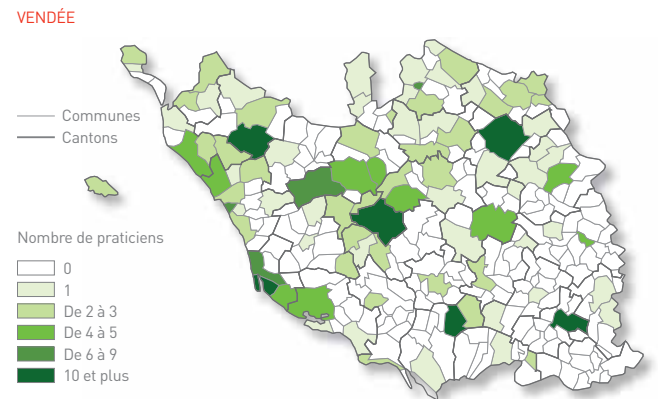 VENDÉE
Communes
Cantons
Nombre de praticiens
0
1
De 2 à 3
De 4 à 5
De 6 à 9
10 et plus